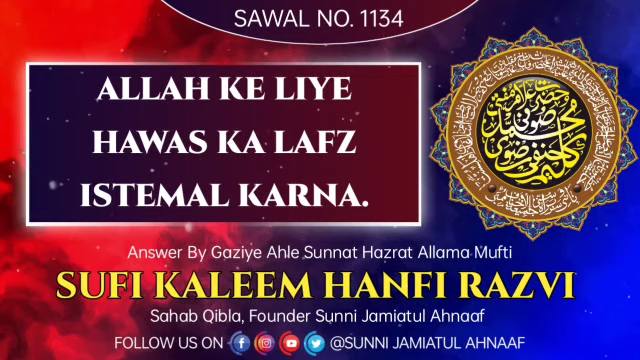 SAWAL NO. 1134
ALLAH KE LIYE
HAWAS KA LAFZ
ISTEMAL KARNA.
Answer By Gaziye Ahle Sunnat Hazrat Allama Mufti
SUFI KALEEM HANFI RAZVI
Sahab Qibla, Founder Sunni Jamiatul Ahnaaf
FOLLOW US ON @SUNNI JAMIATUL AHNAAF